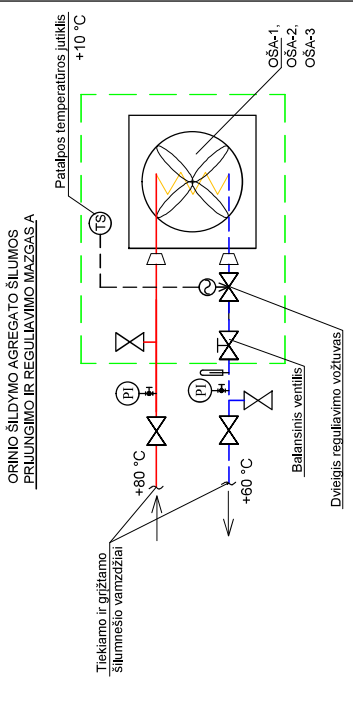 ORINIO ŠILDYMO AGREGATO ŠILUMOS
PRIJUNGIMO IR REGULIAVIMO MAZGAS A
Patalpos temperatūros jutiklis
+10 °C
TS
OŠA-1,
OŠA-2,
OŠA-3
PI
+80 °C
PI
+60 °C
Tiekiamo ir grįžtamo
šilumnešio vamzdžiai
Balansinis ventilis
Dvieigis reguliavimo vožtuvas